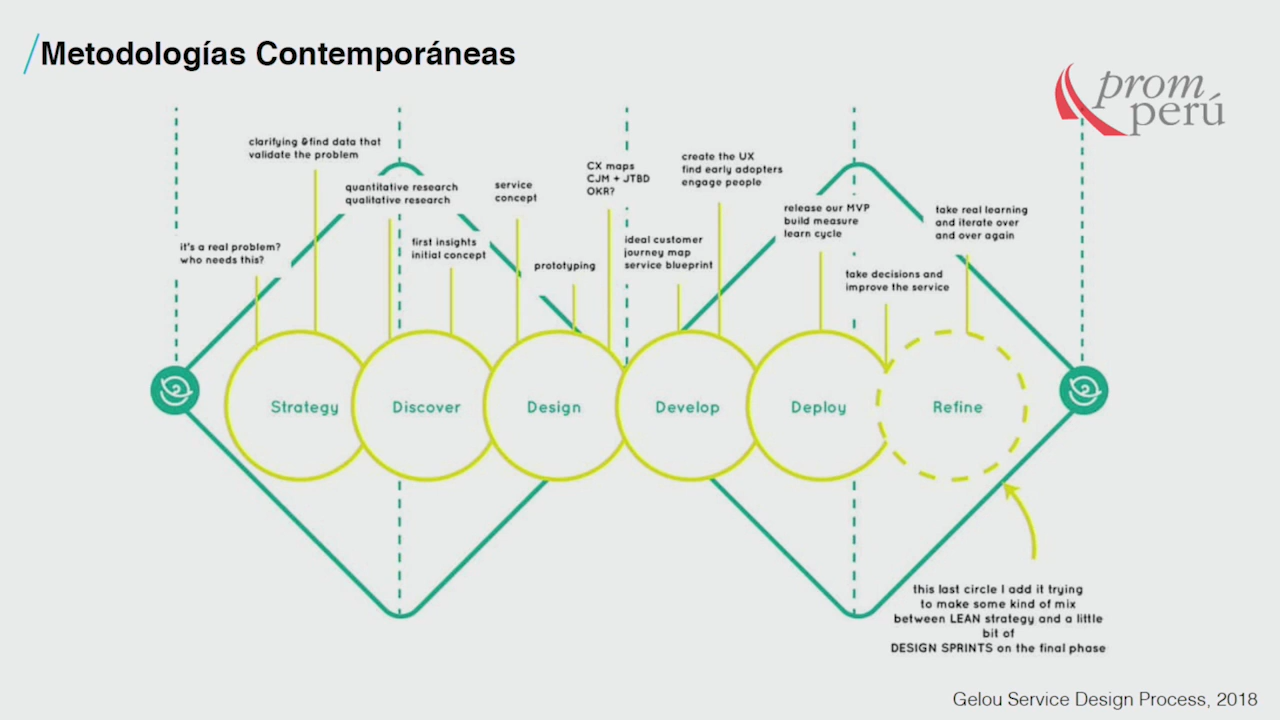 Metodologías Contemporáneas
prom
perú
clarifying &find data that
validate the problem
quantitative research
qualitative research
it's a real problem?
who needs this?
first insights
initial concept
service
concept
prototyping
CX maps
CJM + JTBD
OKR?
ideal customer
journey map
service blueprint
create the UX
find early adopters
engage people
release our MVP
build measure
learn cycle
take decisions and
improve the service
take real learning
and iterate over
and over again
Strategy
Discover
Design
Develop
Deploy
Refine
this last circle I add it trying
to make some kind of mix
between LEAN strategy and a little
bit of
DESIGN SPRINTS on the final phase
Gelou Service Design Process, 2018